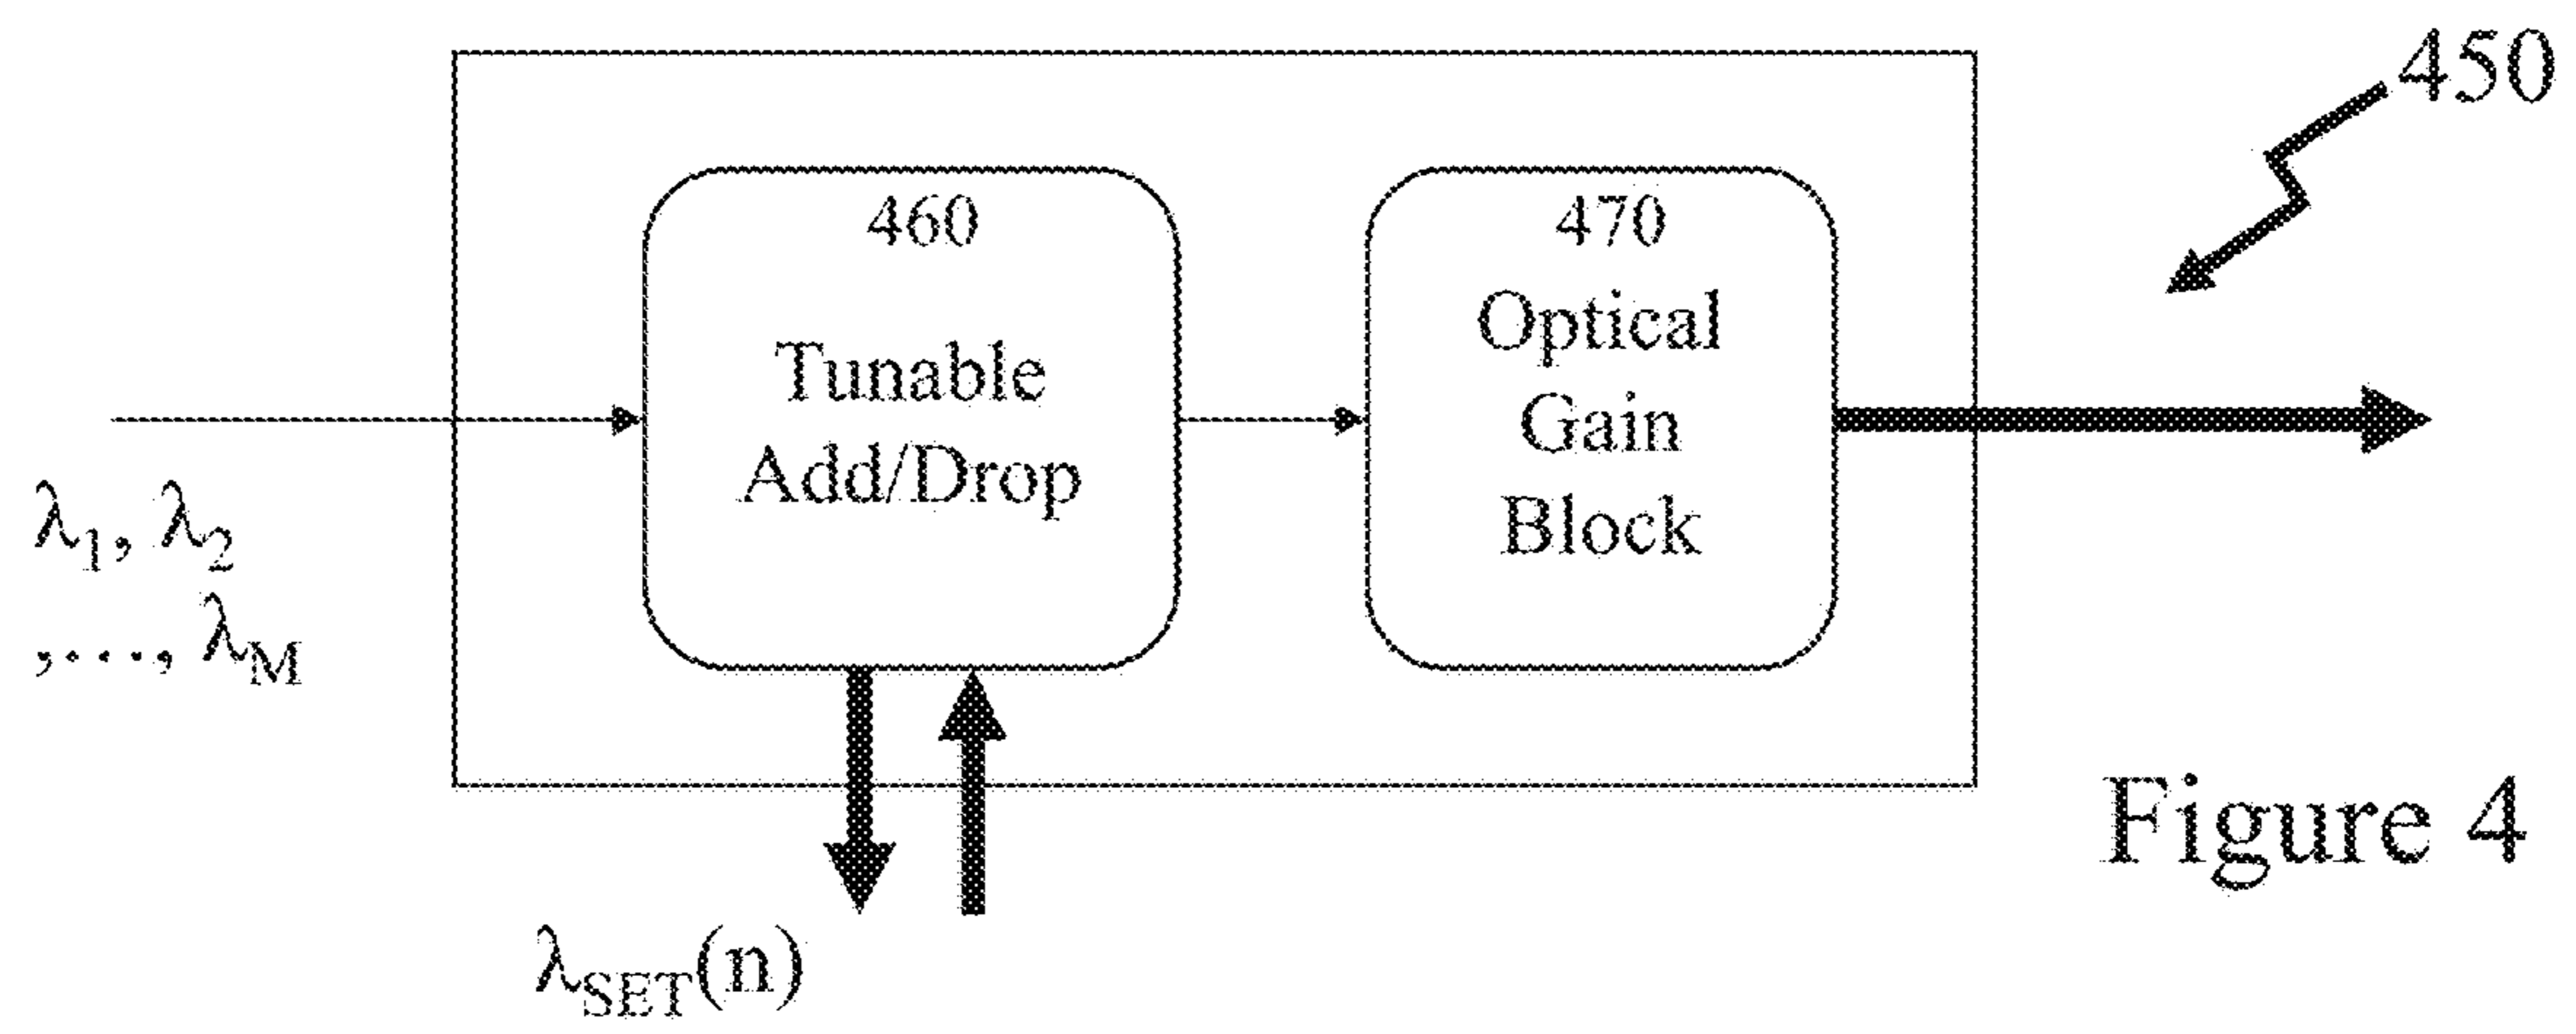 450
460
Tunable
Add/Drop
470
Optical
Gain
Block
λ1, λ2
,..., λM
λSET(n)
Figure 4